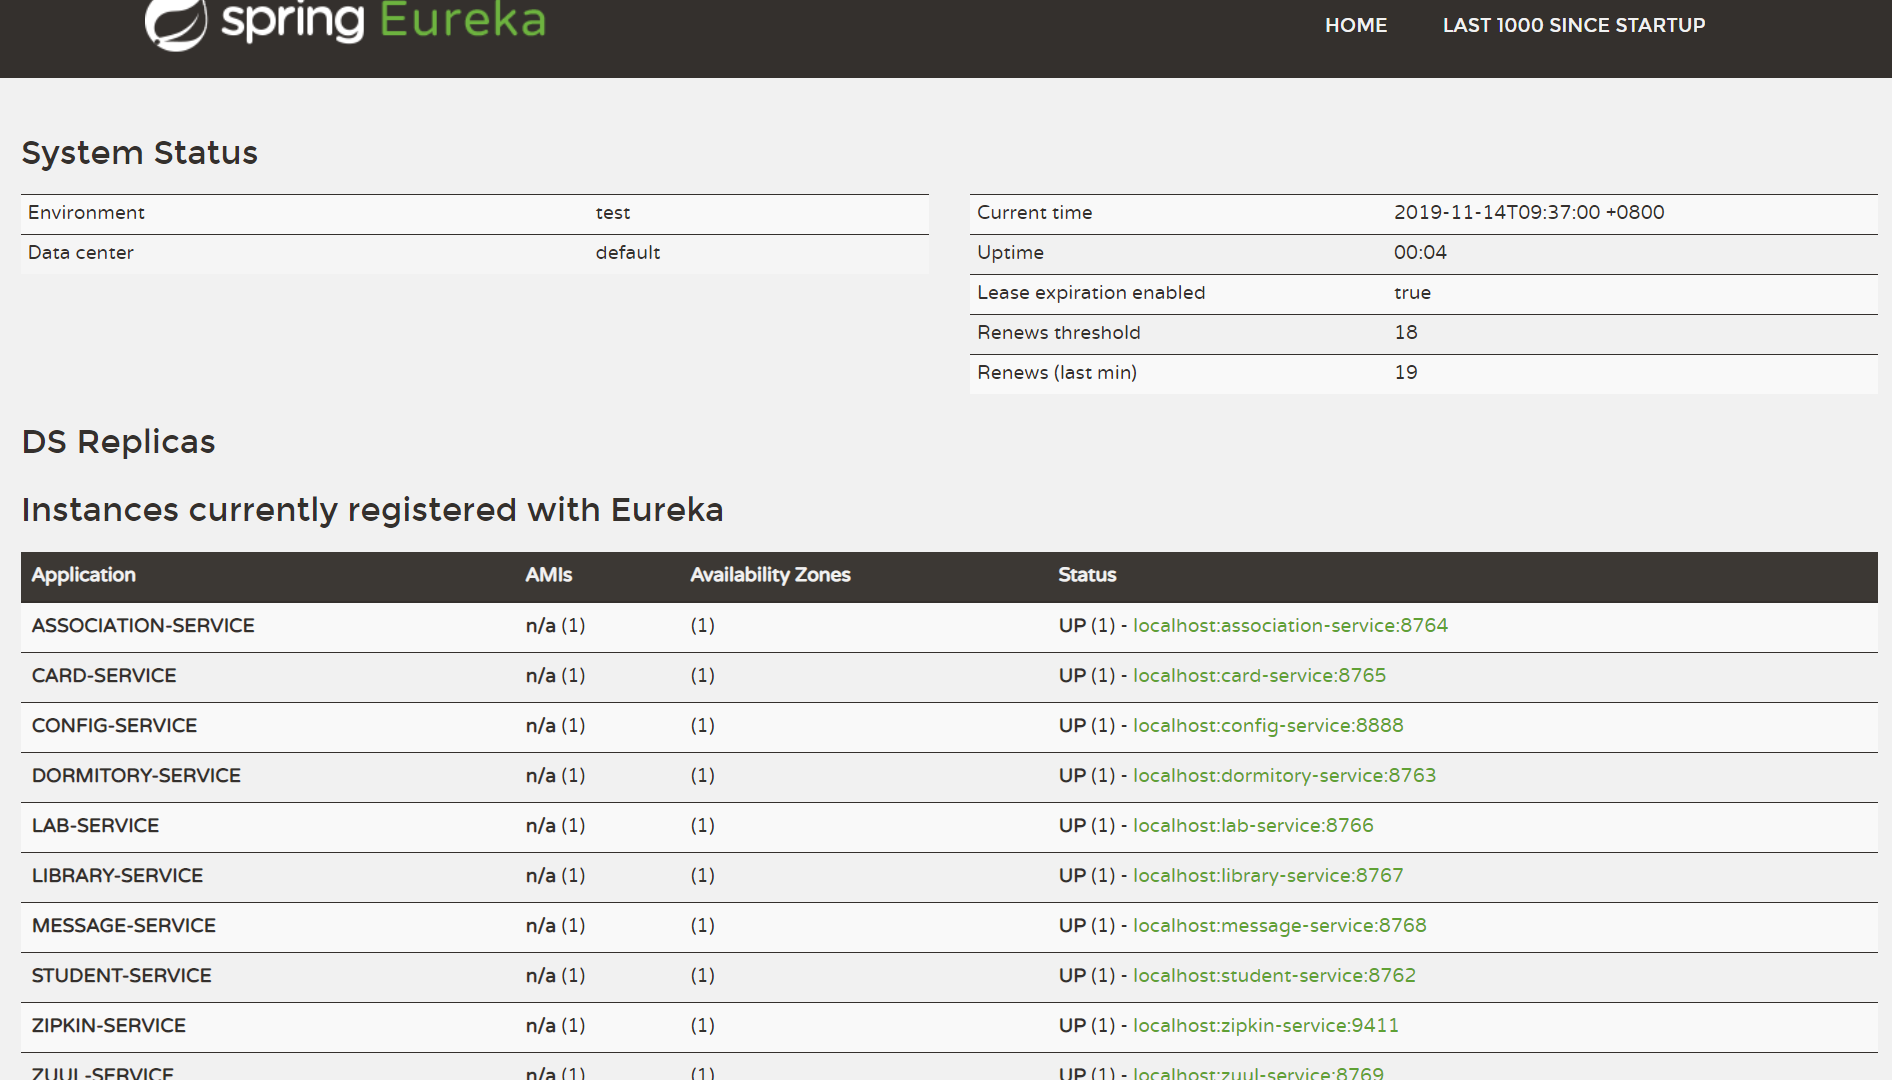 spring Eureka
HOME LAST 1000 SINCE STARTUP
System Status
Environment test
Data center default
Current time 2019-11-14T09:37:00 +0800
Uptime 00:04
Lease expiration enabled true
Renews threshold 18
Renews (last min) 19
DS Replicas
Instances currently registered with Eureka
Application AMIs Availability Zones Status
ASSOCIATION-SERVICE n/a (1) (1) UP (1) - localhost:association-service:8764
CARD-SERVICE n/a (1) (1) UP (1) - localhost:card-service:8765
CONFIG-SERVICE n/a (1) (1) UP (1) - localhost:config-service:8888
DORMITORY-SERVICE n/a (1) (1) UP (1) - localhost:dormitory-service:8763
LAB-SERVICE n/a (1) (1) UP (1) - localhost:lab-service:8766
LIBRARY-SERVICE n/a (1) (1) UP (1) - localhost:library-service:8767
MESSAGE-SERVICE n/a (1) (1) UP (1) - localhost:message-service:8768
STUDENT-SERVICE n/a (1) (1) UP (1) - localhost:student-service:8762
ZIPKIN-SERVICE n/a (1) (1) UP (1) - localhost:zipkin-service:9411
ZUUL-SERVICE n/a (1) (1) UP (1) - localhost:zuul-service:8769